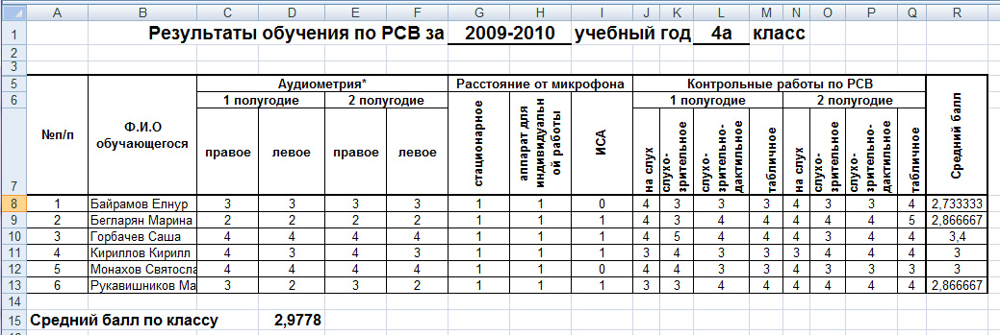 A B C D E F G H I J K L M N O P Q R
1 Результаты обучения по РСВ за 2009-2010 учебный год 4а класс
2
3
5 №п/п Ф.И.О обучающегося Аудиометрия* Расстояние от микрофона Контрольные работы по РСВ Средний балл
6 1 полугодие 2 полугодие стационарное аппарат для индивидуальн ой работы ИСА 1 полугодие 2 полугодие
7 правое левое правое левое на слух слухо- зрительное слухо- зрительно- дактильное табличное на слух слухо- зрительное слухо- зрительно- дактильное табличное
8 1 Байрамов Елнур 3 3 3 3 1 1 0 4 3 3 3 4 3 3 4 2,733333
9 2 Бегларян Марина 2 2 2 2 1 1 1 4 3 4 4 4 4 4 5 2,866667
10 3 Горбачев Саша 4 4 4 4 1 1 1 4 5 4 4 4 3 4 4 3,4
11 4 Кириллов Кирилл 4 3 4 3 1 1 1 3 4 3 3 3 4 4 4 3
12 5 Монахов Святосла 4 4 4 4 1 1 0 4 4 3 3 4 3 3 3 3
13 6 Рукавишников Ма 3 2 3 2 1 1 1 3 3 4 4 4 4 4 4 2,866667
14
15 Средний балл по классу 2,9778